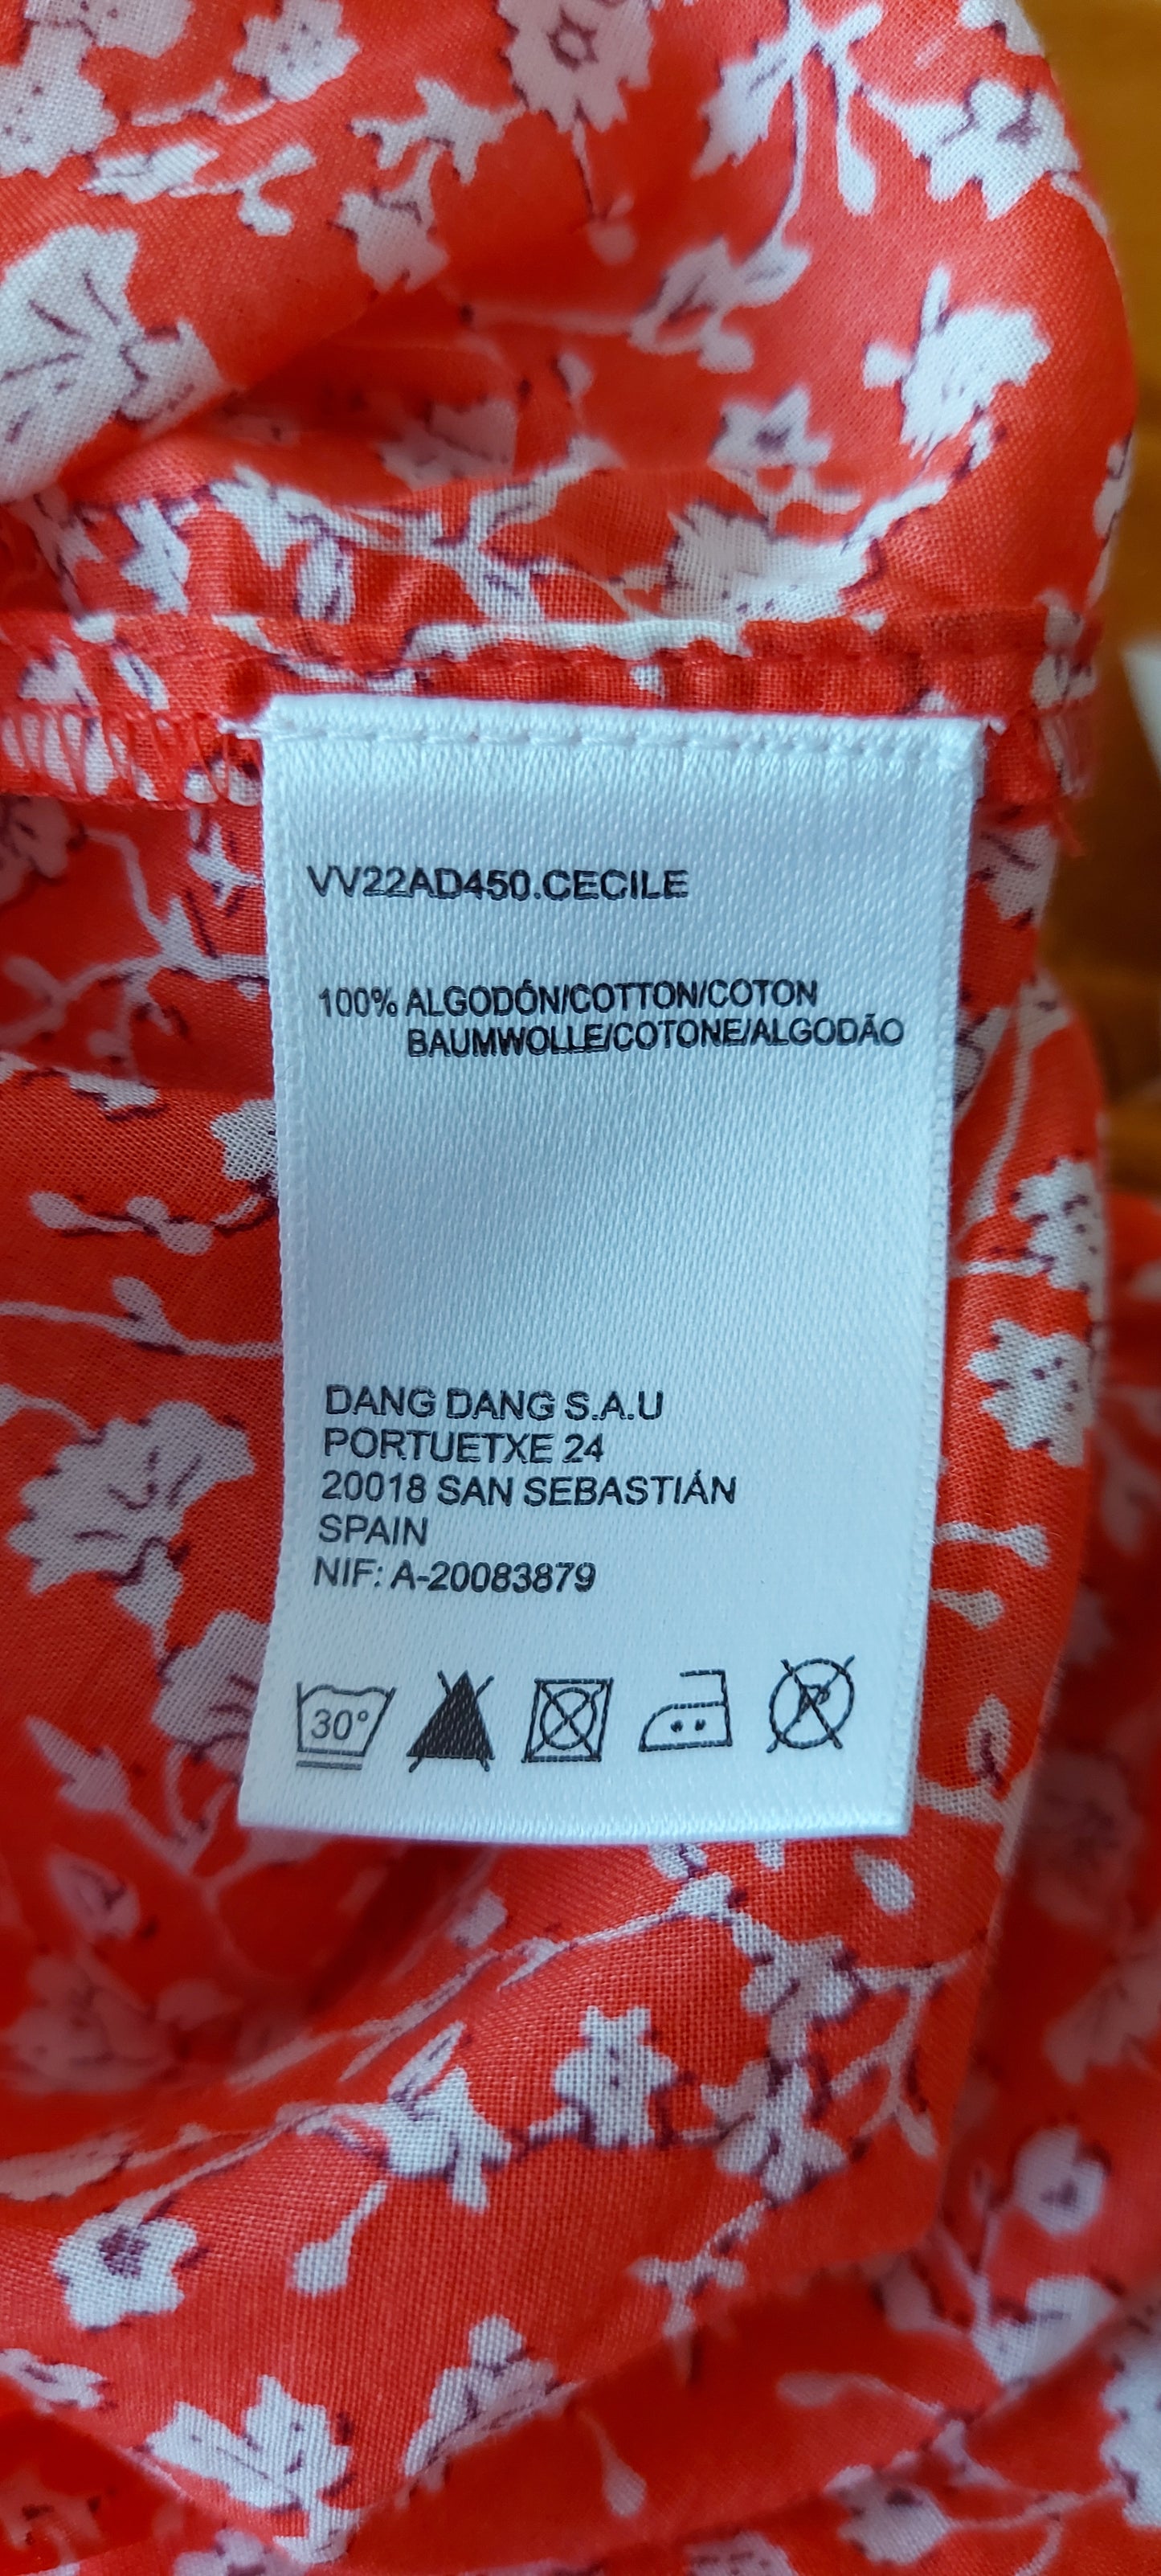 VV22AD450.CECILE
100% ALGODÓN/COTTON/COTON
BAUMWOLLE/COTONE/ALGODÃO
DANG DANG S.A.U
PORTUETXE 24
20018 SAN SEBASTIÁN
SPAIN
NIF: A-20083879
30° P